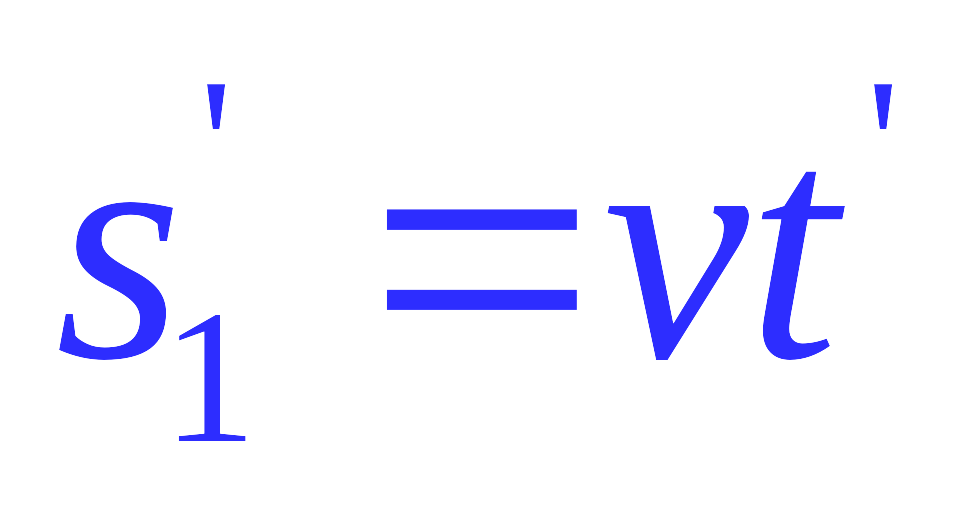 s₁' = vt'